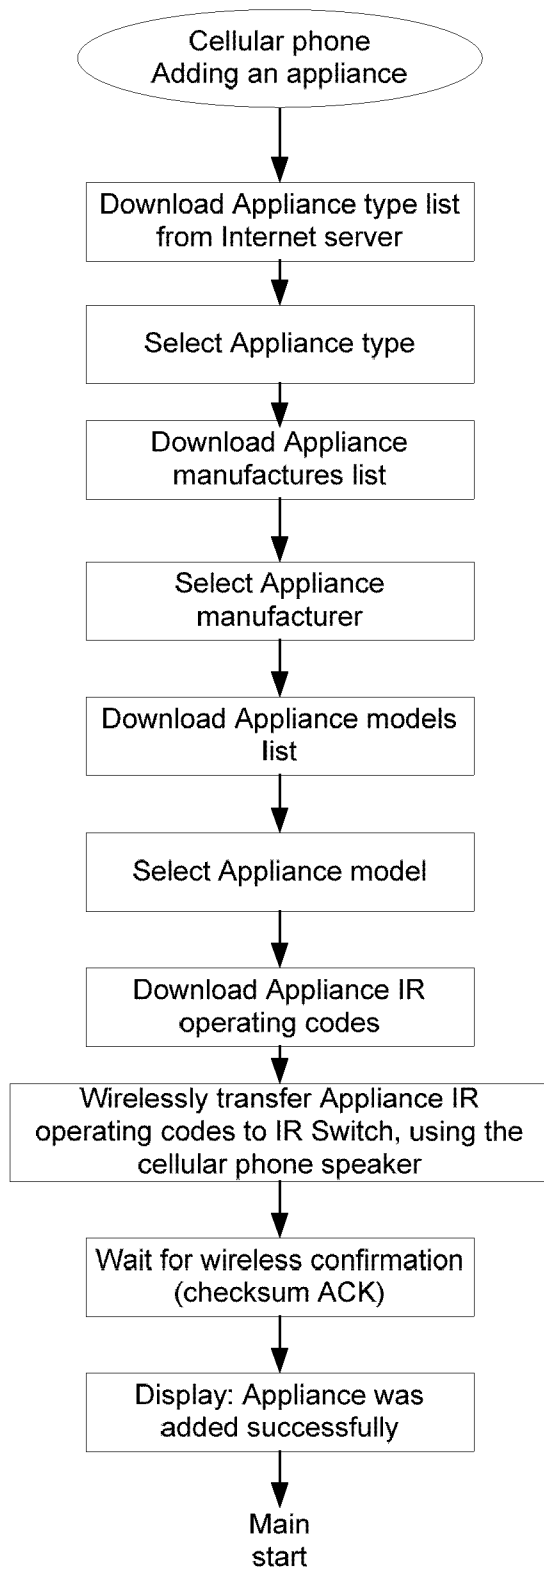 Cellular phone
Adding an appliance
Download Appliance type list
from Internet server
Select Appliance type
Download Appliance
manufactures list
Select Appliance
manufacturer
Download Appliance models
list
Select Appliance model
Download Appliance IR
operating codes
Wirelessly transfer Appliance IR
operating codes to IR Switch, using the
cellular phone speaker
Wait for wireless confirmation
(checksum ACK)
Display: Appliance was
added successfully
Main
start